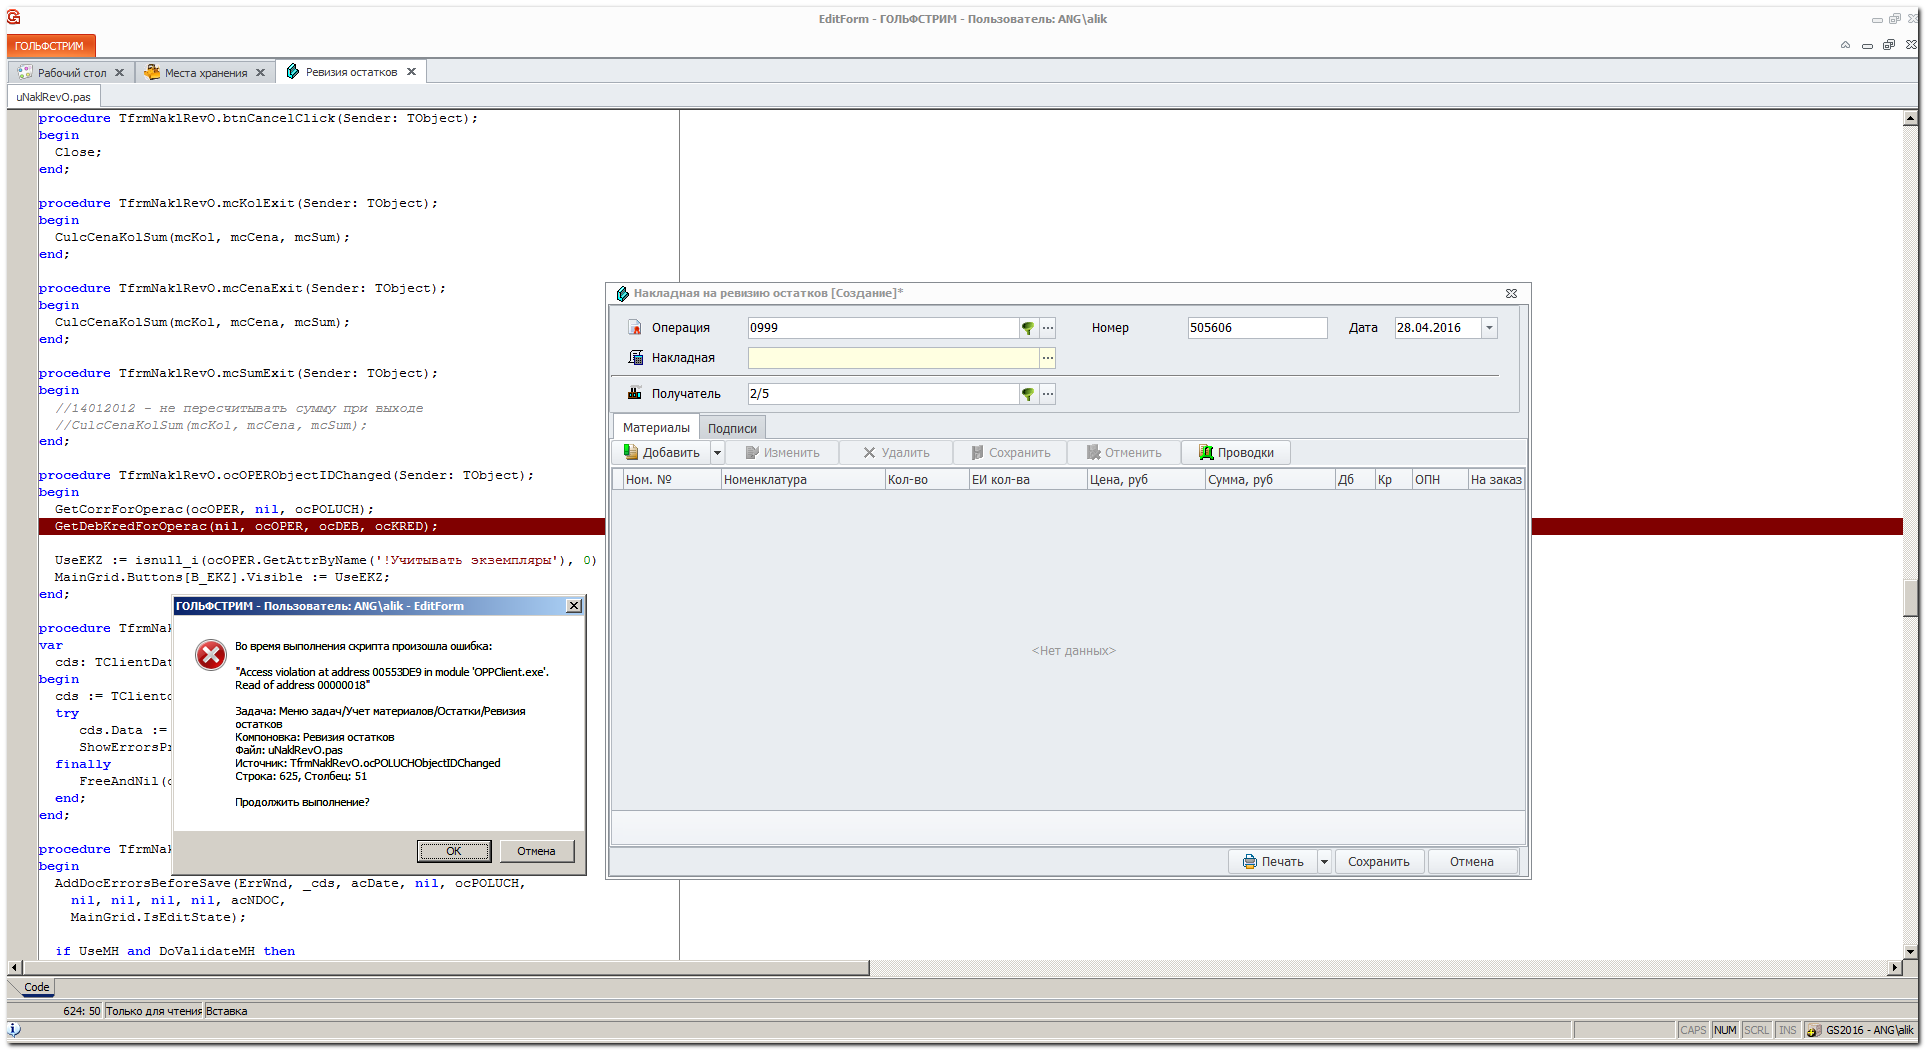 EditForm - ГОЛЬФСТРИМ - Пользователь: ANG\alik
ГОЛЬФСТРИМ
Рабочий стол
Места хранения
Ревизия остатков
uNaklRevO.pas
procedure TfrmNaklRevO.btnCancelClick(Sender: TObject);
begin
Close;
end;
procedure TfrmNaklRevO.mcKolExit(Sender: TObject);
begin
CulcCenaKolSum(mcKol, mcCena, mcSum);
end;
procedure TfrmNaklRevO.mcCenaExit(Sender: TObject);
begin
CulcCenaKolSum(mcKol, mcCena, mcSum);
end;
procedure TfrmNaklRevO.mcSumExit(Sender: TObject);
begin
//14012012 - не пересчитывать сумму при выходе
//CulcCenaKolSum(mcKol, mcCena, mcSum);
end;
procedure TfrmNaklRevO.ocOPERObjectIDChanged(Sender: TObject);
begin
GetCorrForOperac(ocOPER, nil, ocPOLUCH);
GetDebKredForOperac(nil, ocOPER, ocDEB, ocKRED);
UseEKZ := isnull_i(ocOPER.GetAttrByName('!Учитывать экземпляры'), 0)
MainGrid.Buttons[B_EKZ].Visible := UseEKZ;
end;
procedure TfrmNak
var
cds: TClientDat
begin
cds := TClientd
try
cds.Data :=
ShowErrorsPr
finally
FreeAndNil(c
end;
end;
procedure TfrmNak
begin
AddDocErrorsBeforeSave(ErrWnd, _cds, acDate, nil, ocPOLUCH,
nil, nil, nil, nil, acNDOC,
MainGrid.IsEditState);
if UseMH and DoValidateMH then
ГОЛЬФСТРИМ - Пользователь: ANG\alik - EditForm
Во время выполнения скрипта произошла ошибка:
"Access violation at address 00553DE9 in module 'OPPClient.exe'.
Read of address 00000018"
Задача: Меню задач/Учет материалов/Остатки/Ревизия
остатков
Компоновка: Ревизия остатков
Файл: uNaklRevO.pas
Источник: TfrmNaklRevO.ocPOLUCHObjectIDChanged
Строка: 625, Столбец: 51
Продолжить выполнение?
OK Отмена
Накладная на ревизию остатков [Создание]*
Операция 0999 Номер 505606 Дата 28.04.2016
Накладная
Получатель 2/5
Материалы Подписи
Добавить Изменить Удалить Сохранить Отменить Проводки
Ном. № Номенклатура Кол-во ЕИ кол-ва Цена, руб Сумма, руб Дб Кр ОПН На заказ
<Нет данных>
Печать Сохранить Отмена
Code
624: 50 Только для чтения Вставка
CAPS NUM SCRL INS GS2016 - ANG\alik